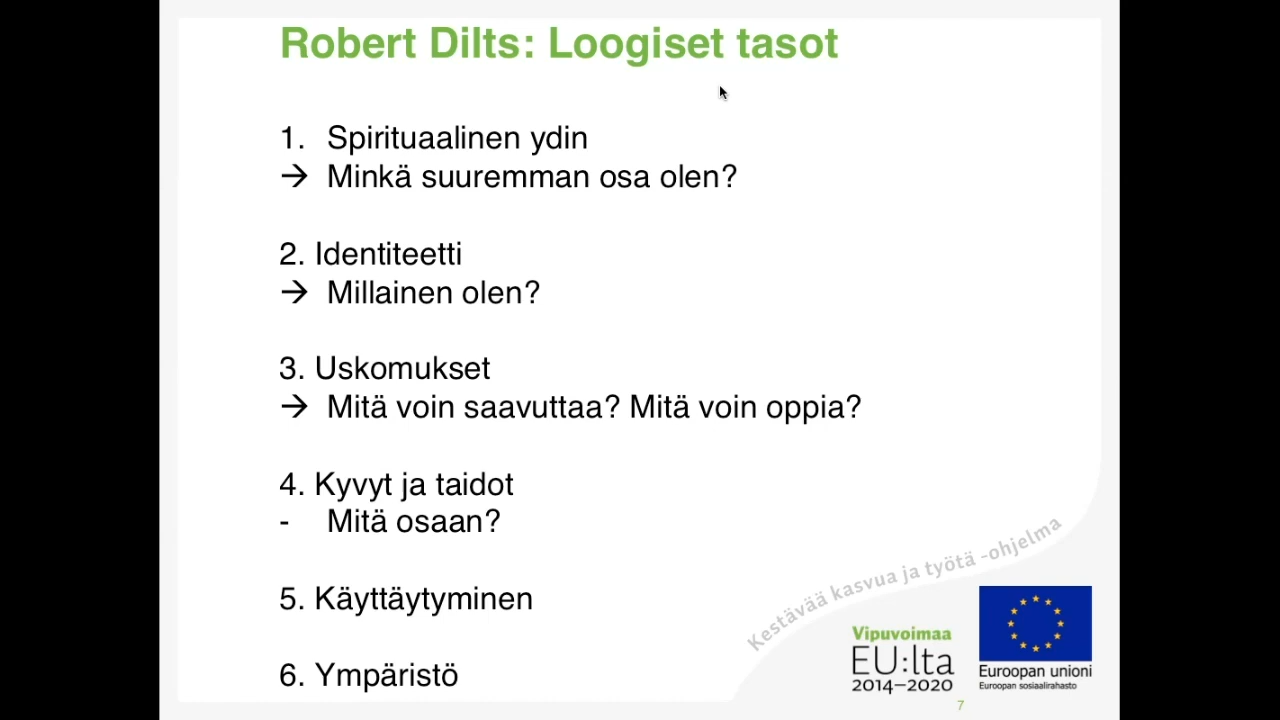 Robert Dilts: Loogiset tasot
1. Spirituaalinen ydin
→ Minkä suuremman osa olen?
2. Identiteetti
→ Millainen olen?
3. Uskomukset
→ Mitä voin saavuttaa? Mitä voin oppia?
4. Kyvyt ja taidot
- Mitä osaan?
5. Käyttäytyminen
6. Ympäristö
Kestävää kasvua ja työtä -ohjelma
Vipuvoimaa
EU:lta
2014–2020
Euroopan unioni
Euroopan sosiaalirahasto
7